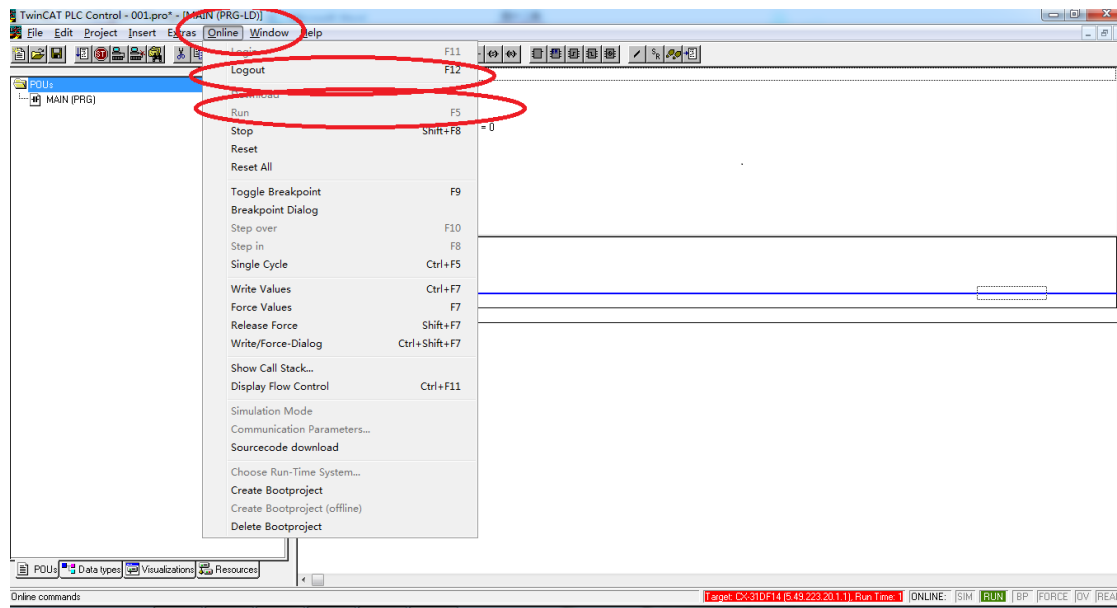 TwinCAT PLC Control - 001.pro* - [MAIN (PRG-LD)]
File Edit Project Insert Extras Online Window Help
Login F11
Logout F12
Download
Run F5
Stop Shift+F8
Reset
Reset All
Toggle Breakpoint F9
Breakpoint Dialog
Step over F10
Step in F8
Single Cycle Ctrl+F5
Write Values Ctrl+F7
Force Values F7
Release Force Shift+F7
Write/Force-Dialog Ctrl+Shift+F7
Show Call Stack...
Display Flow Control Ctrl+F11
Simulation Mode
Communication Parameters...
Sourcecode download
Choose Run-Time System...
Create Bootproject
Create Bootproject (offline)
Delete Bootproject
POUs
MAIN (PRG)
= 0
POUs Data types Visualizations Resources
Online commands
Target: CX-31DF14 (5.49.223.20.1.1), Run Time: 1 ONLINE: SIM RUN BP FORCE OV REA